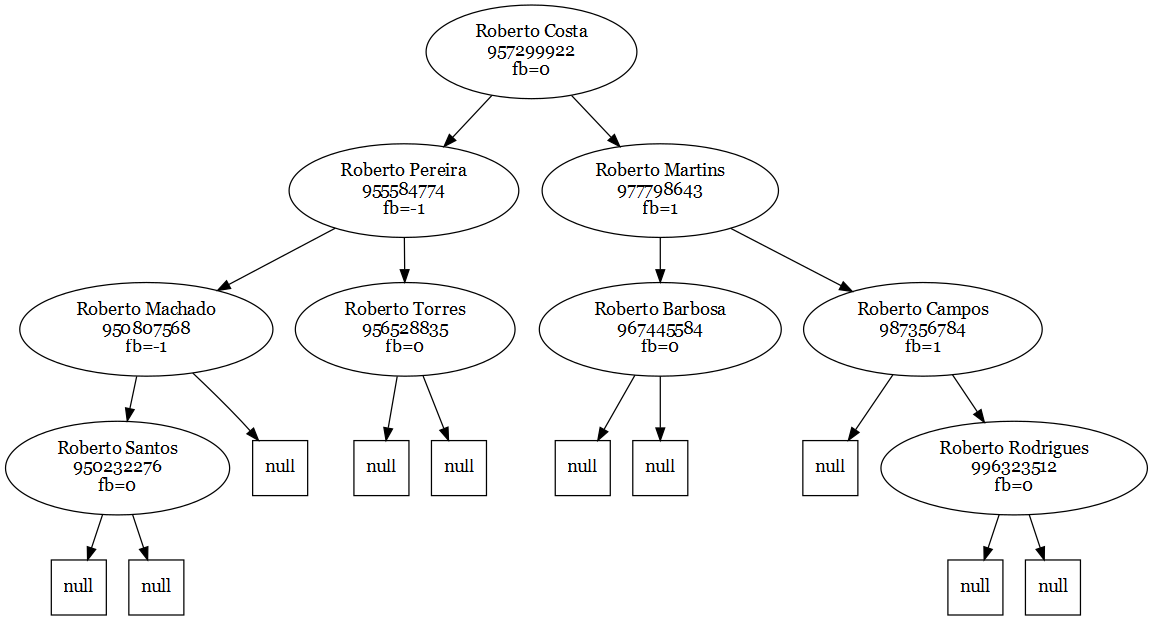 Roberto Costa
957299922
fb=0
Roberto Pereira
955584774
fb=-1
Roberto Martins
977798643
fb=1
Roberto Machado
950807568
fb=-1
Roberto Torres
956528835
fb=0
Roberto Barbosa
967445584
fb=0
Roberto Campos
987356784
fb=1
Roberto Santos
950232276
fb=0
null
null
null
null
null
null
Roberto Rodrigues
996323512
fb=0
null
null
null
null